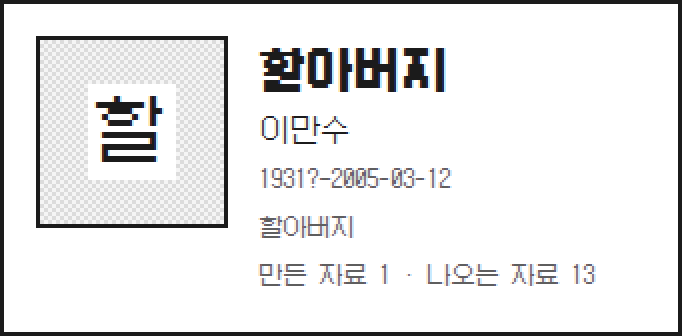 할
할아버지
이만수
1931?-2005-03-12
할아버지
만든 자료 1 · 나오는 자료 13